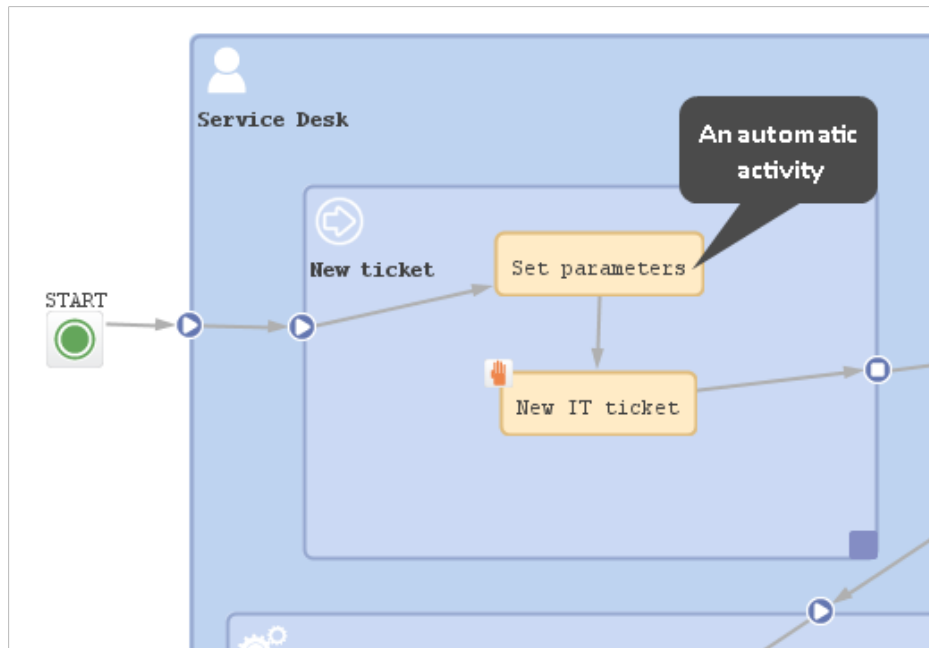 Service Desk
An automatic
activity
New ticket
Set parameters
START
New IT ticket